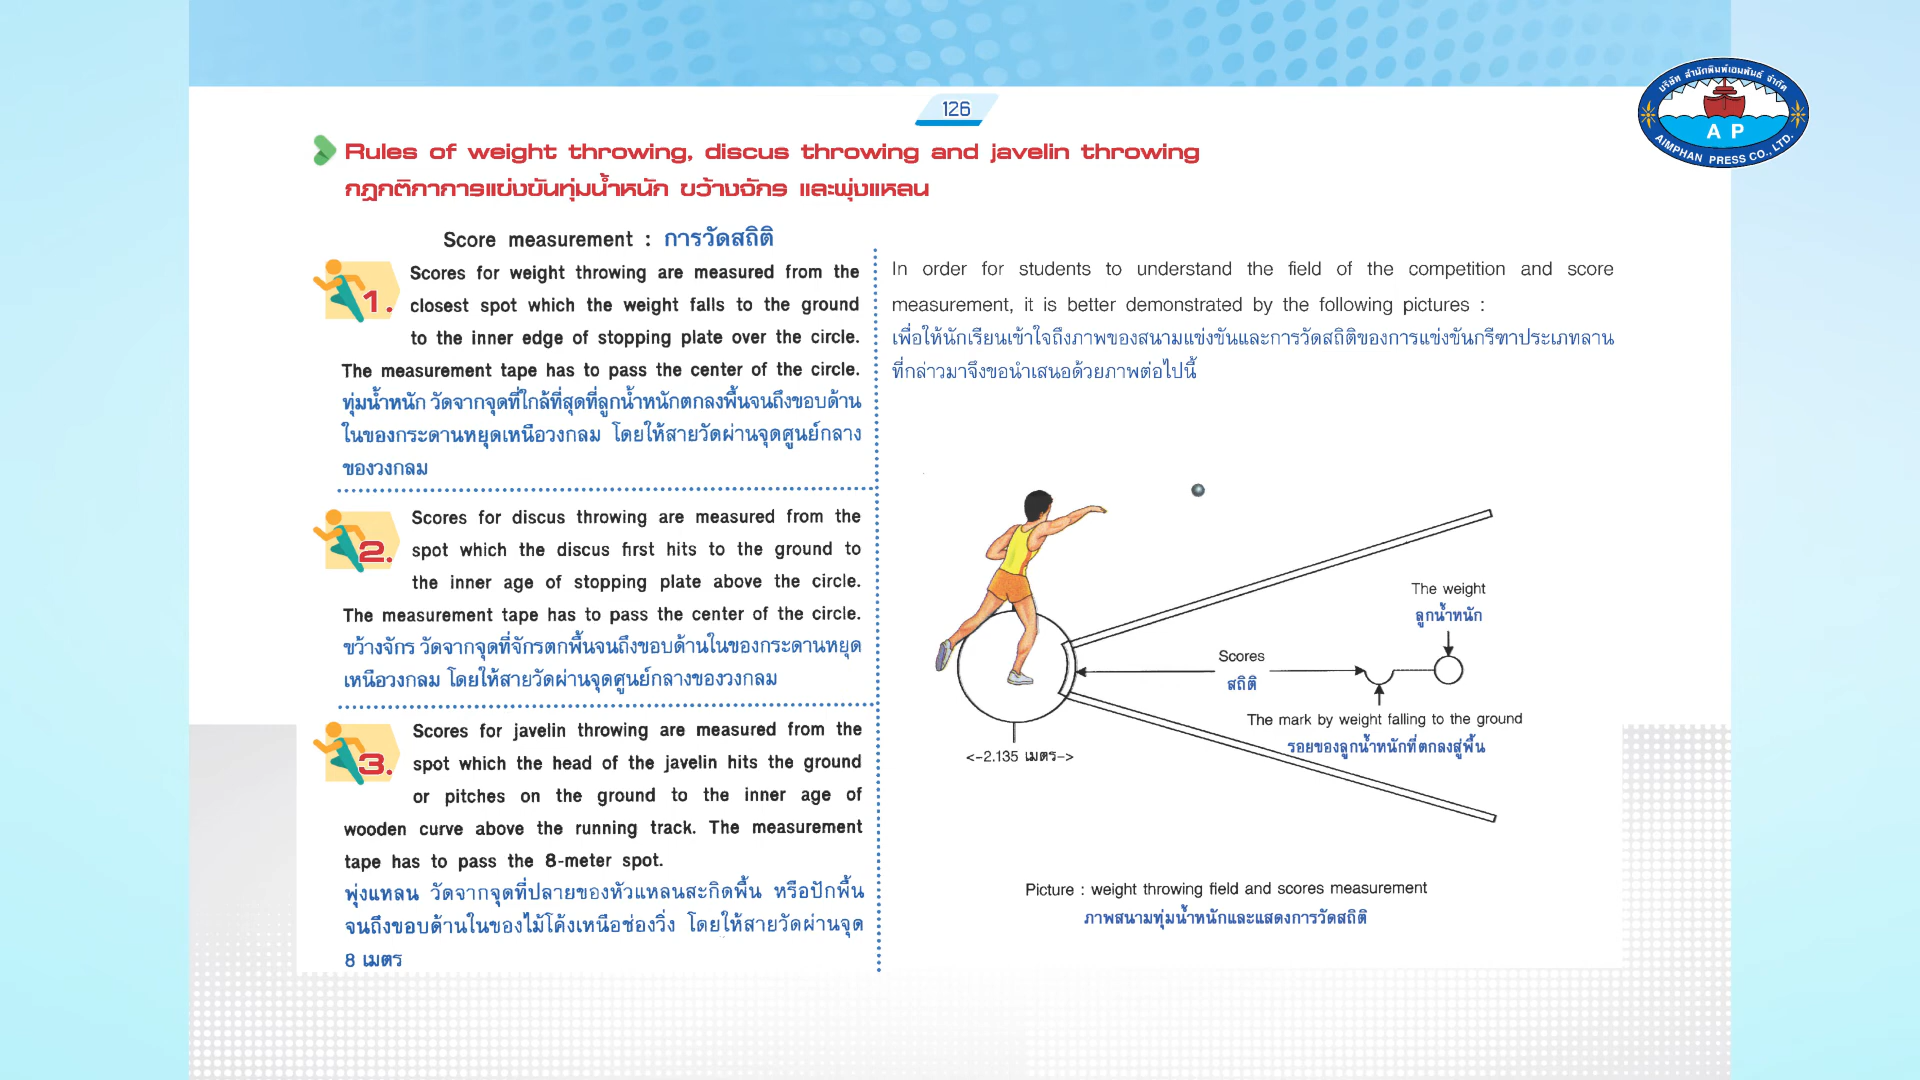 126
บริษัท สำนักพิมพ์เอมพันธ์ จำกัด
A P
AIMPHAN PRESS CO., LTD.
Rules of weight throwing, discus throwing and javelin throwing
กฎกติกาการแข่งขันทุ่มน้ำหนัก ขว้างจักร และพุ่งแหลน
Score measurement : การวัดสถิติ
1.
Scores for weight throwing are measured from the
closest spot which the weight falls to the ground
to the inner edge of stopping plate over the circle.
The measurement tape has to pass the center of the circle.
ทุ่มน้ำหนัก วัดจากจุดที่ใกล้ที่สุดที่ลูกน้ำหนักตกลงพื้นจนถึงขอบด้าน
ในของกระดานหยุดเหนือวงกลม โดยให้สายวัดผ่านจุดศูนย์กลาง
ของวงกลม
2.
Scores for discus throwing are measured from the
spot which the discus first hits to the ground to
the inner age of stopping plate above the circle.
The measurement tape has to pass the center of the circle.
ขว้างจักร วัดจากจุดที่จักรตกพื้นจนถึงขอบด้านในของกระดานหยุด
เหนือวงกลม โดยให้สายวัดผ่านจุดศูนย์กลางของวงกลม
3.
Scores for javelin throwing are measured from the
spot which the head of the javelin hits the ground
or pitches on the ground to the inner age of
wooden curve above the running track. The measurement
tape has to pass the 8-meter spot.
พุ่งแหลน วัดจากจุดที่ปลายของหัวแหลนสะกิดพื้น หรือปักพื้น
จนถึงขอบด้านในของไม้โค้งเหนือช่องวิ่ง โดยให้สายวัดผ่านจุด
8 เมตร
In order for students to understand the field of the competition and score
measurement, it is better demonstrated by the following pictures :
เพื่อให้นักเรียนเข้าใจถึงภาพของสนามแข่งขันและการวัดสถิติของการแข่งขันกรีฑาประเภทลาน
ที่กล่าวมาจึงขอนำเสนอด้วยภาพต่อไปนี้
The weight
ลูกน้ำหนัก
Scores
สถิติ
The mark by weight falling to the ground
รอยของลูกน้ำหนักที่ตกลงสู่พื้น
<-2.135 เมตร->
Picture : weight throwing field and scores measurement
ภาพสนามทุ่มน้ำหนักและแสดงการวัดสถิติ